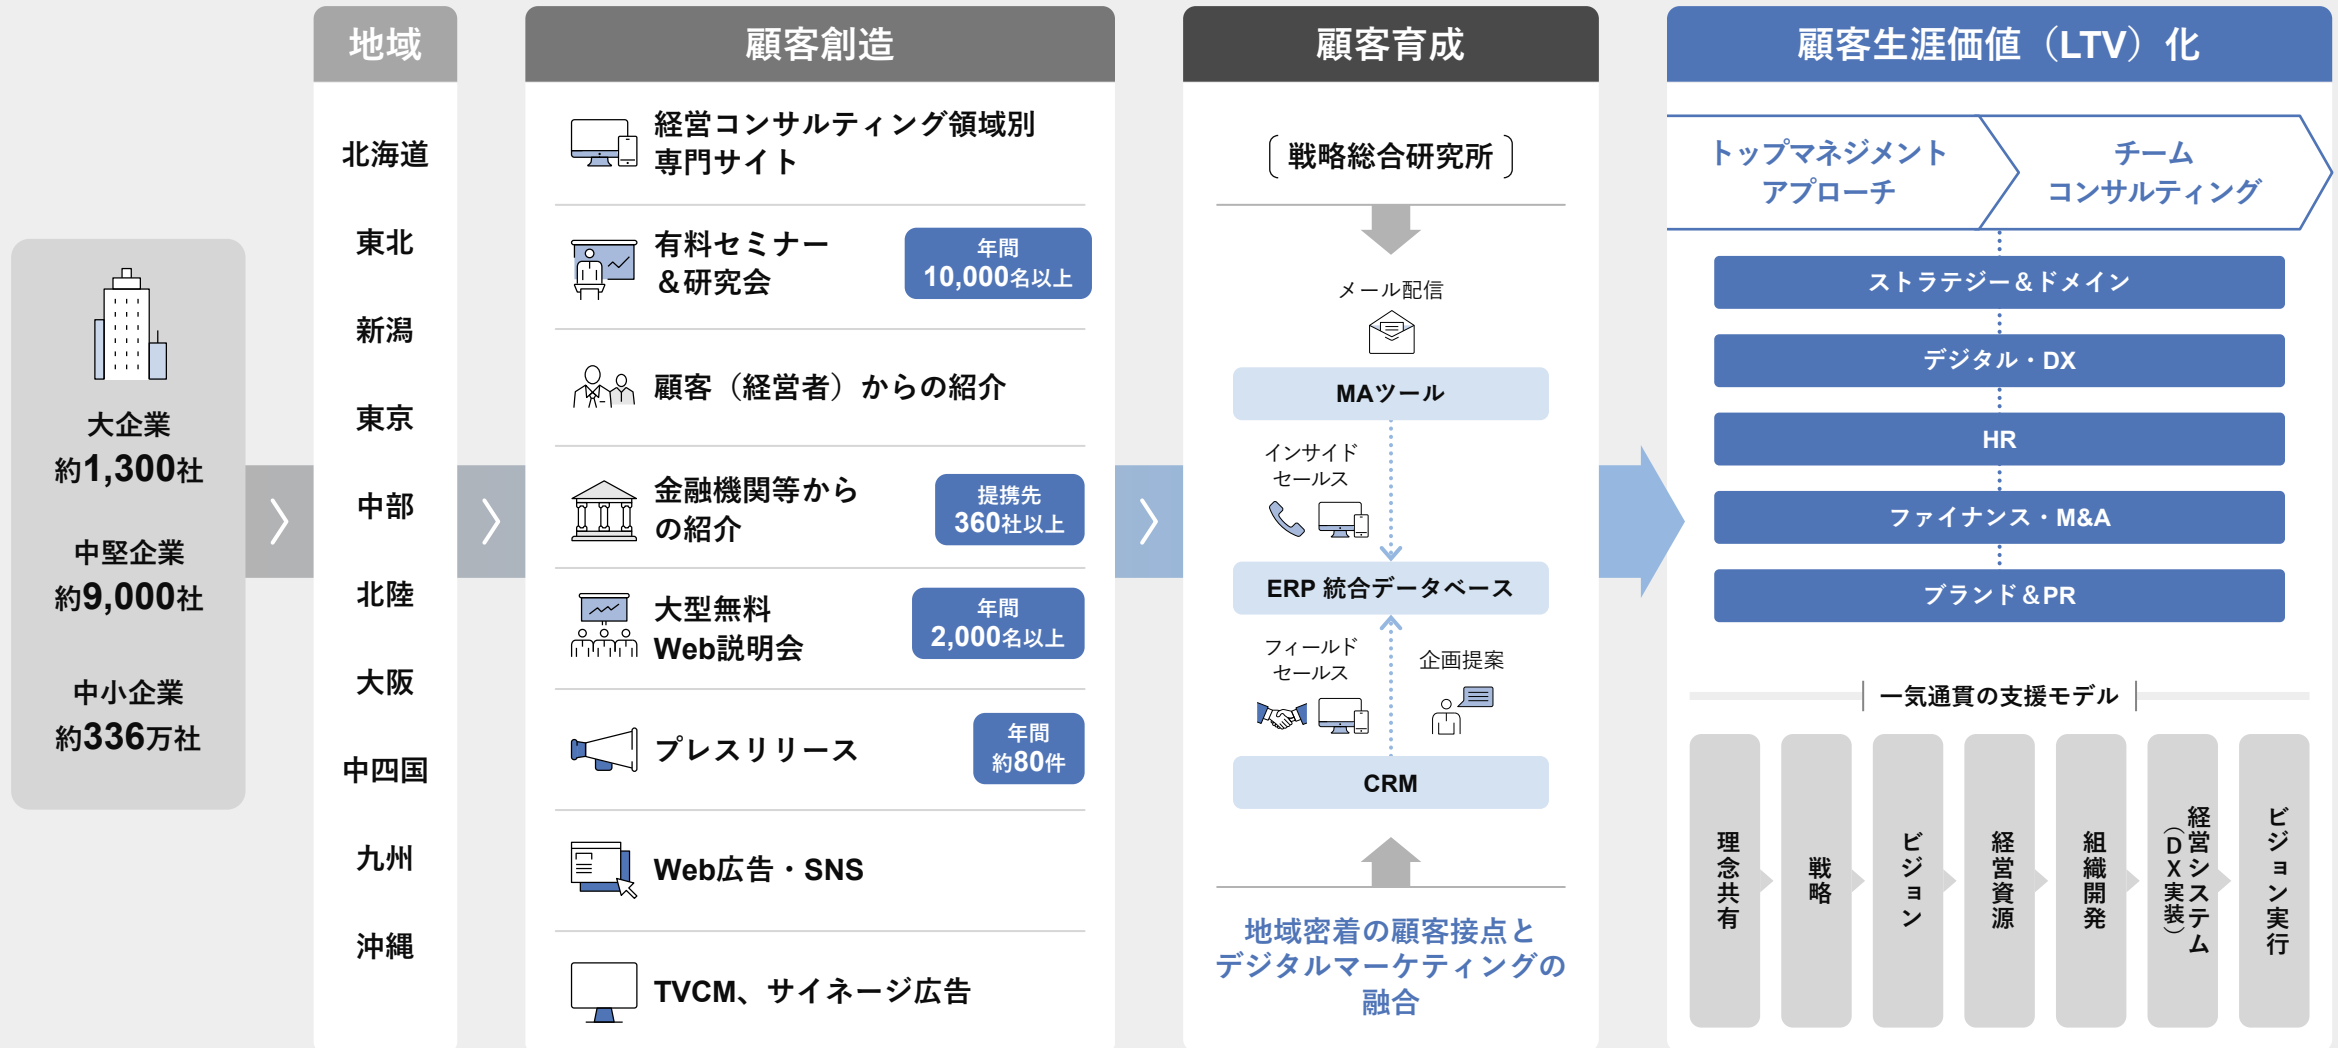 大企業
約1,300社
中堅企業
約9,000社
中小企業
約336万社
地域
北海道
東北
新潟
東京
中部
北陸
大阪
中四国
九州
沖縄
顧客創造
経営コンサルティング領域別
専門サイト
有料セミナー
＆研究会
年間
10,000名以上
顧客（経営者）からの紹介
金融機関等から
の紹介
提携先
360社以上
大型無料
Web説明会
年間
2,000名以上
プレスリリース
年間
約80件
Web広告・SNS
TVCM、サイネージ広告
顧客育成
〔戦略総合研究所〕
メール配信
MAツール
インサイド
セールス
ERP 統合データベース
フィールド
セールス
企画提案
CRM
地域密着の顧客接点と
デジタルマーケティングの
融合
顧客生涯価値（LTV）化
トップマネジメント
アプローチ
チーム
コンサルティング
ストラテジー＆ドメイン
デジタル・DX
HR
ファイナンス・M&A
ブランド＆PR
一気通貫の支援モデル
理念共有
戦略
ビジョン
経営資源
組織開発
経営システム
（DX実装）
ビジョン実行